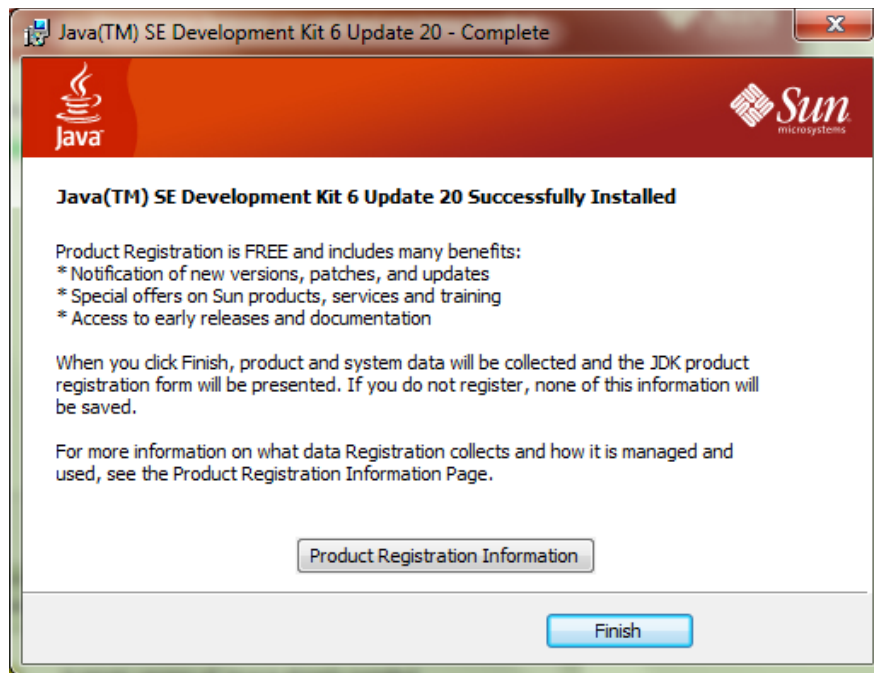 Java(TM) SE Development Kit 6 Update 20 - Complete
Java
Sun
microsystems
Java(TM) SE Development Kit 6 Update 20 Successfully Installed
Product Registration is FREE and includes many benefits:
* Notification of new versions, patches, and updates
* Special offers on Sun products, services and training
* Access to early releases and documentation
When you click Finish, product and system data will be collected and the JDK product
registration form will be presented. If you do not register, none of this information will
be saved.
For more information on what data Registration collects and how it is managed and
used, see the Product Registration Information Page.
Product Registration Information
Finish